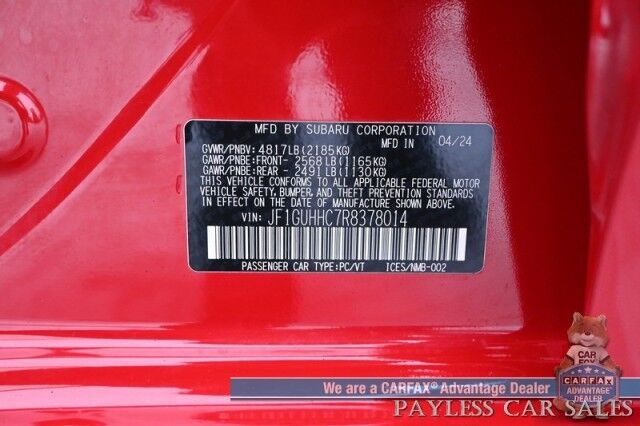 MFD BY SUBARU CORPORATION
GVWR/PNBV: 4817LB(2185KG) MFD IN 04/24
GAWR/PNBE:FRONT- 2568LB(1165KG)
GAWR/PNBE:REAR - 2491LB(1130KG)
THIS VEHICLE CONFORMS TO ALL APPLICABLE FEDERAL MOTOR
VEHICLE SAFETY, BUMPER, AND THEFT PREVENTION STANDARDS
IN EFFECT ON THE DATE OF MANUFACTURE SHOWN ABOVE.
VIN: JF1GUHHC7R8378014
PASSENGER CAR TYPE:PC/VT ICES/NMB-002
CAR
FOX
CARFAX
ADVANTAGE
DEALER
We are a CARFAX® Advantage Dealer
PAYLESS CAR SALES